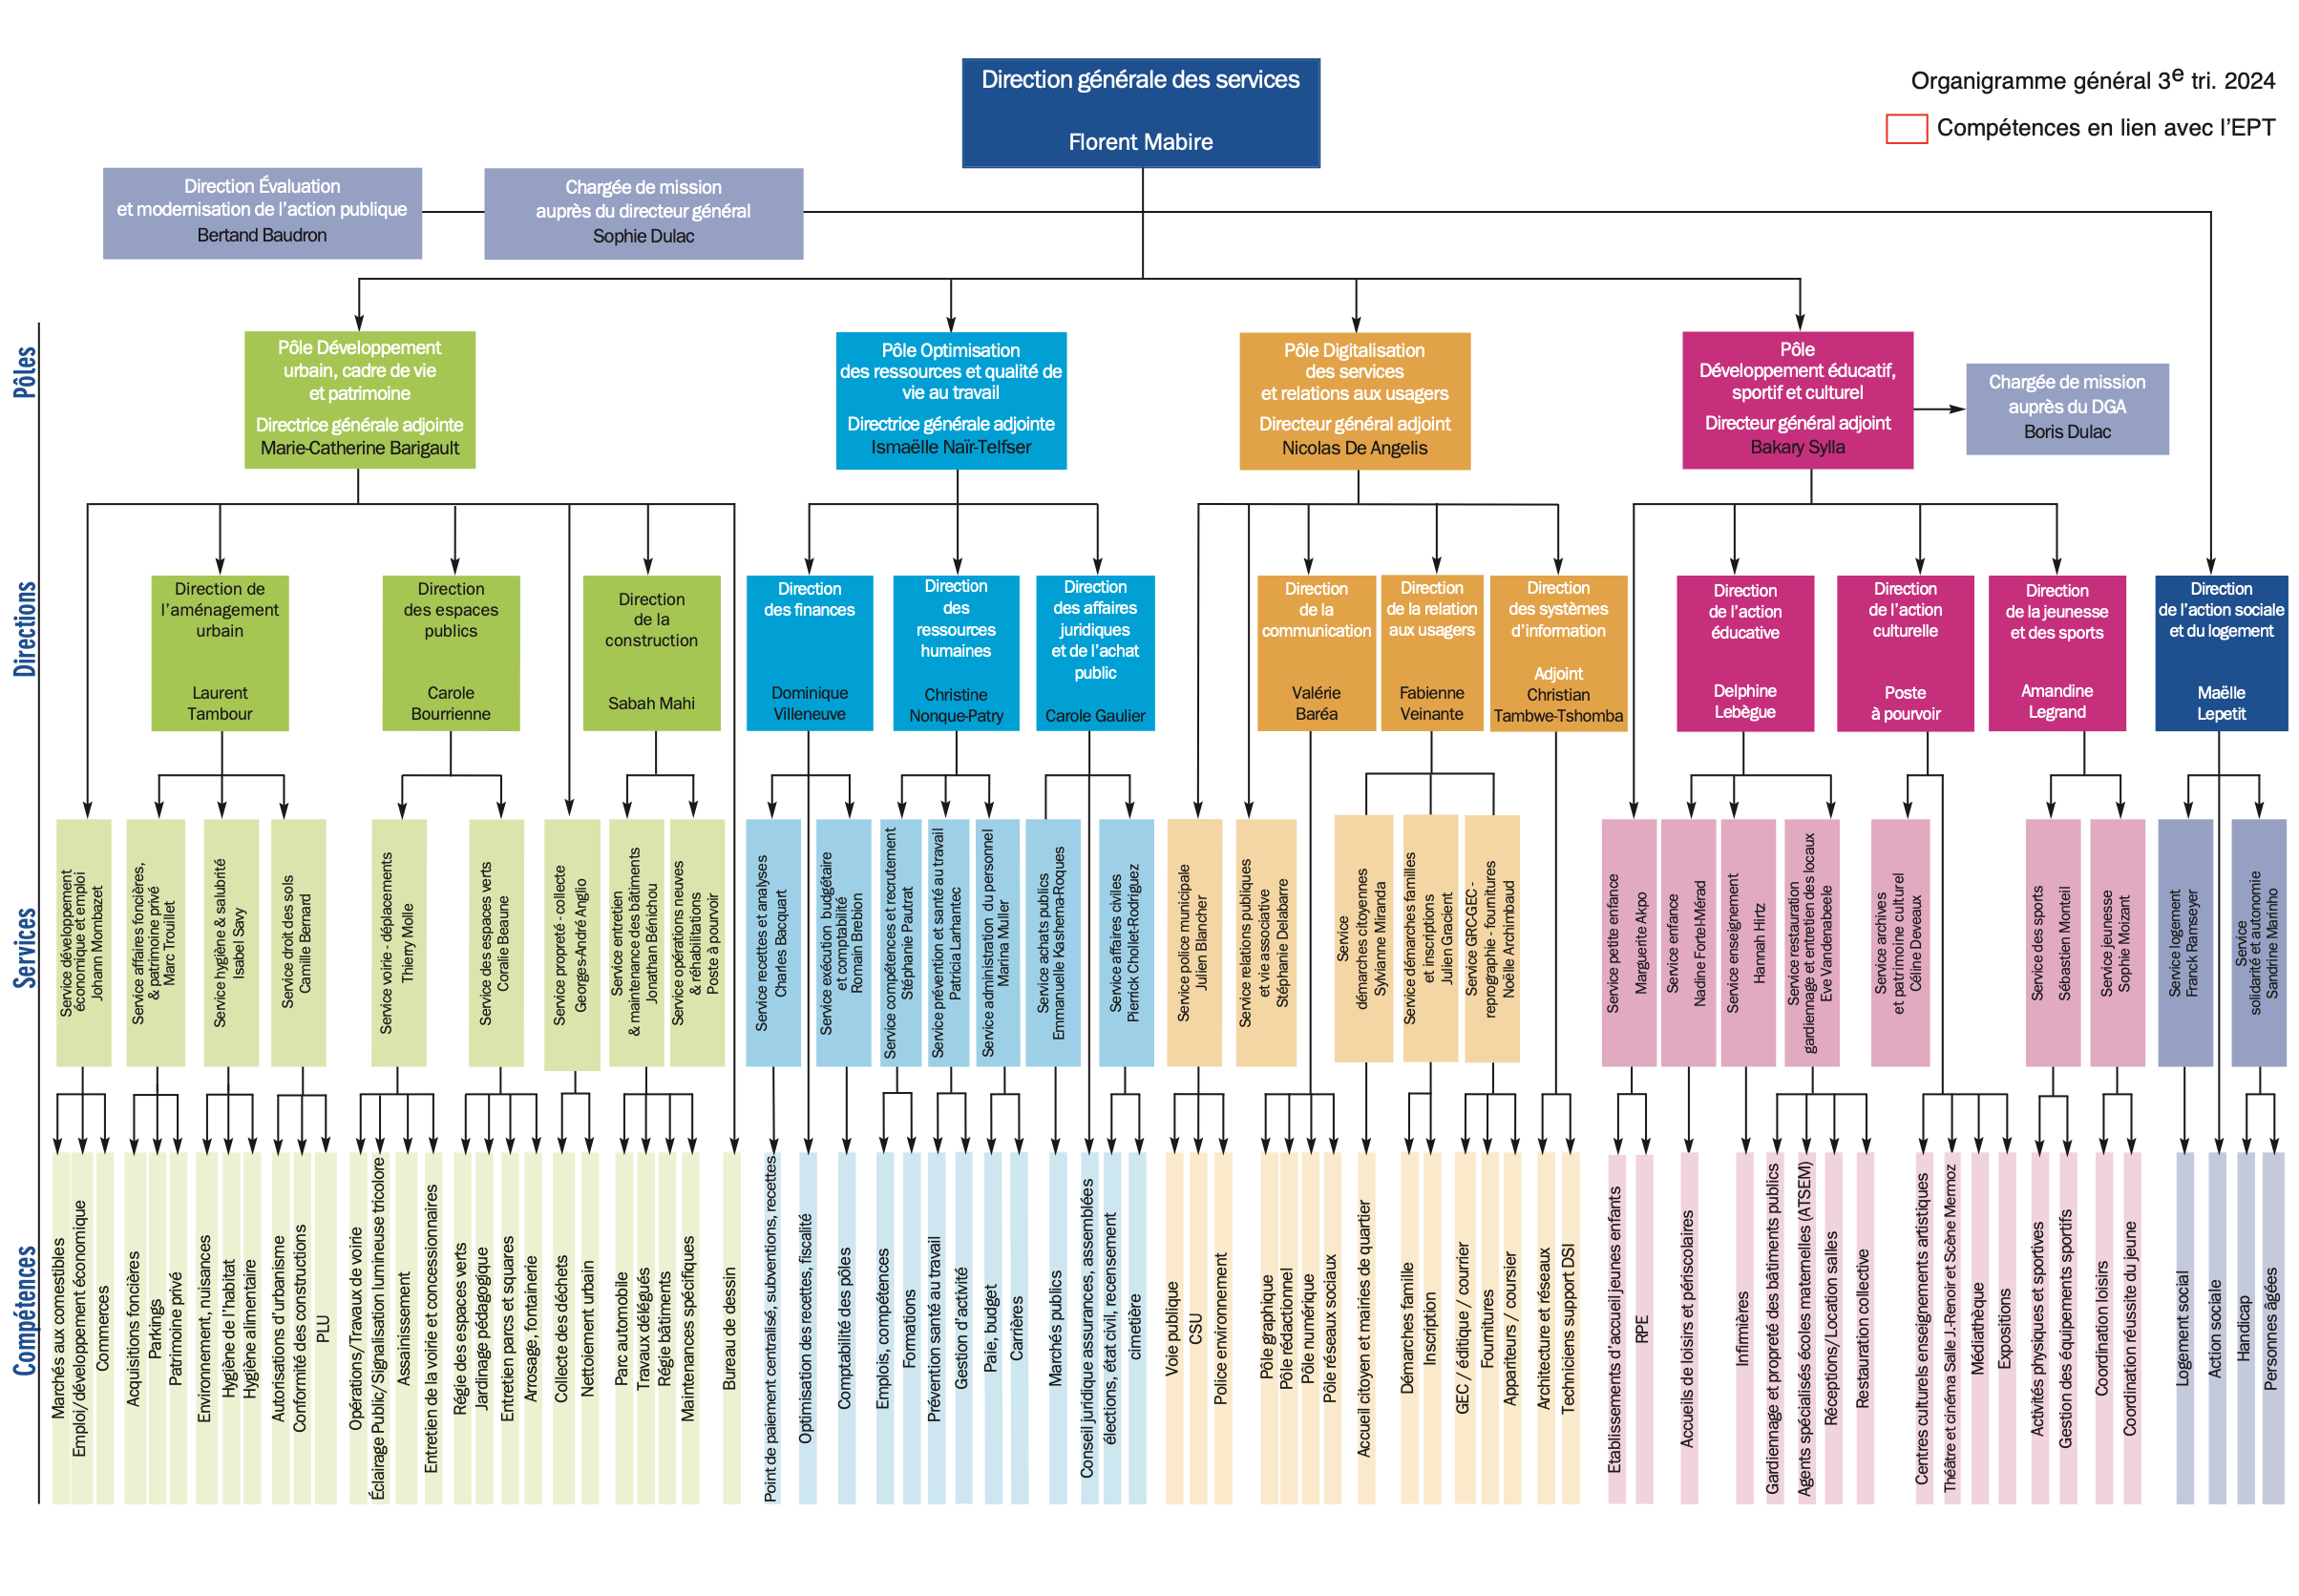 Direction générale des services
Florent Mabire
Organigramme général 3e tri. 2024
Compétences en lien avec l'EPT
Direction Évaluation
et modernisation de l'action publique
Bertand Baudron
Chargée de mission
auprès du directeur général
Sophie Dulac
Pôles
Pôle Développement
urbain, cadre de vie
et patrimoine
Directrice générale adjointe
Marie-Catherine Barigault
Pôle Optimisation
des ressources et qualité de
vie au travail
Directrice générale adjointe
Ismaëlle Naïr-Telfser
Pôle Digitalisation
des services
et relations aux usagers
Directeur général adjoint
Nicolas De Angelis
Pôle
Développement éducatif,
sportif et culturel
Directeur général adjoint
Bakary Sylla
Chargée de mission
auprès du DGA
Boris Dulac
Directions
Direction de
l'aménagement
urbain
Laurent
Tambour
Direction
des espaces
publics
Carole
Bourrienne
Direction
de la
construction
Sabah Mahi
Direction
des finances
Dominique
Villeneuve
Direction
des
ressources
humaines
Christine
Nonque-Patry
Direction
des affaires
juridiques
et de l'achat
public
Carole Gaulier
Direction
de la
communication
Valérie
Baréa
Direction
de la relation
aux usagers
Fabienne
Veinante
Direction
des systèmes
d'information
Adjoint
Christian
Tambwe-Tshomba
Direction
de l'action
éducative
Delphine
Lebègue
Direction
de l'action
culturelle
Poste
à pourvoir
Direction
de la jeunesse
et des sports
Amandine
Legrand
Direction
de l'action sociale
et du logement
Maëlle
Lepetit
Services
Service développement
économique et emploi
Johann Mombazet
Service affaires foncières,
& patrimoine privé
Marc Trouillet
Service hygiène & salubrité
Isabel Savy
Service droit des sols
Camille Bernard
Service voirie - déplacements
Thierry Molle
Service des espaces verts
Coralie Beaune
Service propreté - collecte
Georges-André Anglio
Service entretien
& maintenance des bâtiments
Jonathan Bénichou
Service opérations neuves
& réhabilitations
Poste à pourvoir
Service recettes et analyses
Charles Bacquart
Service exécution budgétaire
et comptabilité
Romain Brebion
Service compétences et recrutement
Stéphanie Pautrat
Service prévention et santé au travail
Patricia Larhantec
Service administration du personnel
Marina Muller
Service achats publics
Emmanuelle Kashema-Roques
Service affaires civiles
Pierrick Chollet-Rodriguez
Service police municipale
Julien Blancher
Service relations publiques
et vie associative
Stéphanie Delabarre
Service
démarches citoyennes
Sylvianne Miranda
Service démarches familles
et inscriptions
Julien Gracient
Service GRC-GEC -
reprographie - fournitures
Noëlle Archimbaud
Service petite enfance
Marguerite Akpo
Service enfance
Nadine Forte-Mérad
Service enseignement
Hannah Hirtz
Service restauration
gardiennage et entretien des locaux
Eve Vandenabeele
Service archives
et patrimoine culturel
Céline Deveaux
Service des sports
Sébastien Monteil
Service jeunesse
Sophie Moizant
Service logement
Franck Ramseyer
Service
solidarité et autonomie
Sandrine Marinho
Compétences
Marchés aux comestibles
Emploi/développement économique
Commerces
Acquisitions foncières
Parkings
Patrimoine privé
Environnement, nuisances
Hygiène de l'habitat
Hygiène alimentaire
Autorisations d'urbanisme
Conformité des constructions
PLU
Opérations/Travaux de voirie
Éclairage Public/Signalisation lumineuse tricolore
Assainissement
Entretien de la voirie et concessionnaires
Régie des espaces verts
Jardinage pédagogique
Entretien parcs et squares
Arrosage, fontainerie
Collecte des déchets
Nettoiement urbain
Parc automobile
Travaux délégués
Régie bâtiments
Maintenances spécifiques
Bureau de dessin
Point de paiement centralisé, subventions, recettes
Optimisation des recettes, fiscalité
Comptabilité des pôles
Emplois, compétences
Formations
Prévention santé au travail
Gestion d'activité
Paie, budget
Carrières
Marchés publics
Conseil juridique assurances, assemblées
élections, état civil, recensement
cimetière
Voie publique
CSU
Police environnement
Pôle graphique
Pôle rédactionnel
Pôle numérique
Pôle réseaux sociaux
Accueil citoyen et mairies de quartier
Démarches famille
Inscription
GEC / éditique / courrier
Fournitures
Appariteurs / coursier
Architecture et réseaux
Techniciens support DSI
Etablissements d'accueil jeunes enfants
RPE
Accueils de loisirs et périscolaires
Infirmières
Gardiennage et propreté des bâtiments publics
Agents spécialisés écoles maternelles (ATSEM)
Réceptions/Location salles
Restauration collective
Centres culturels enseignements artistiques
Théâtre et cinéma Salle J.-Renoir et Scène Mermoz
Médiathèque
Expositions
Activités physiques et sportives
Gestion des équipements sportifs
Coordination loisirs
Coordination réussite du jeune
Logement social
Action sociale
Handicap
Personnes âgées